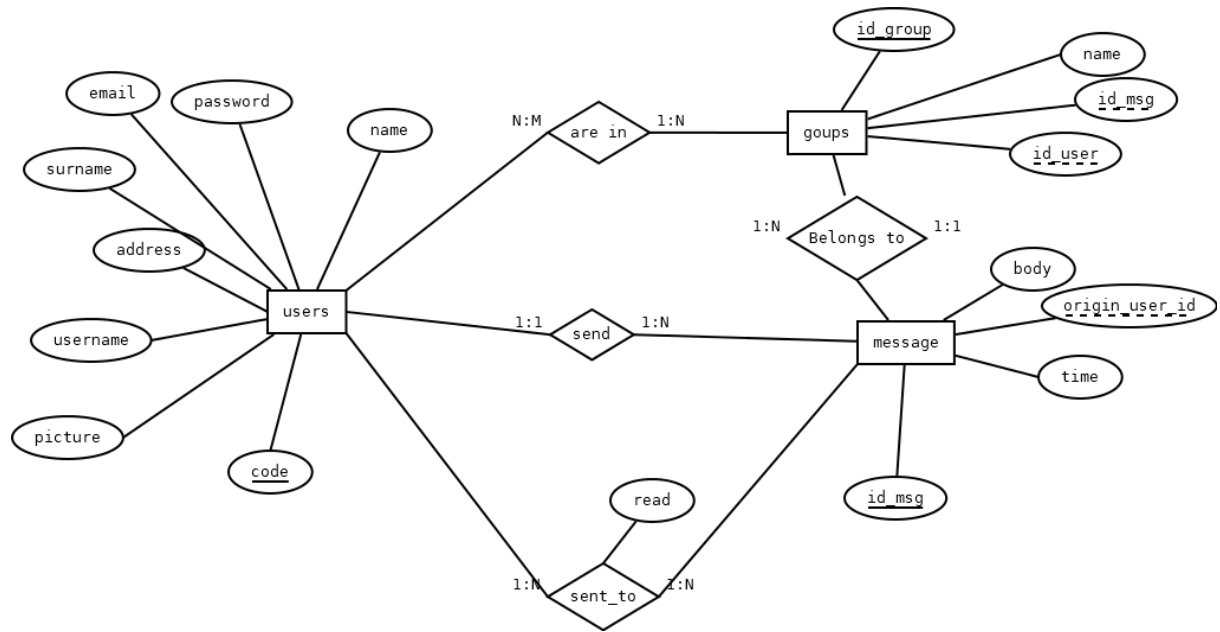 id_group
name
email
password
id_msg
N:M
are in
1:N
name
goups
id_user
surname
1:N
Belongs to
1:1
address
body
users
origin_user_id
1:1
send
1:N
username
message
time
picture
code
read
id_msg
1:N
sent_to
1:N